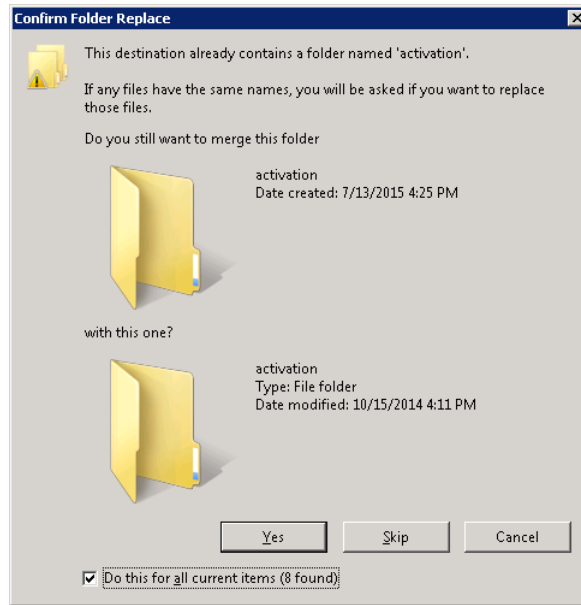 Confirm Folder Replace
This destination already contains a folder named 'activation'.
If any files have the same names, you will be asked if you want to replace
those files.
Do you still want to merge this folder
activation
Date created: 7/13/2015 4:25 PM
with this one?
activation
Type: File folder
Date modified: 10/15/2014 4:11 PM
Yes Skip Cancel
Do this for all current items (8 found)